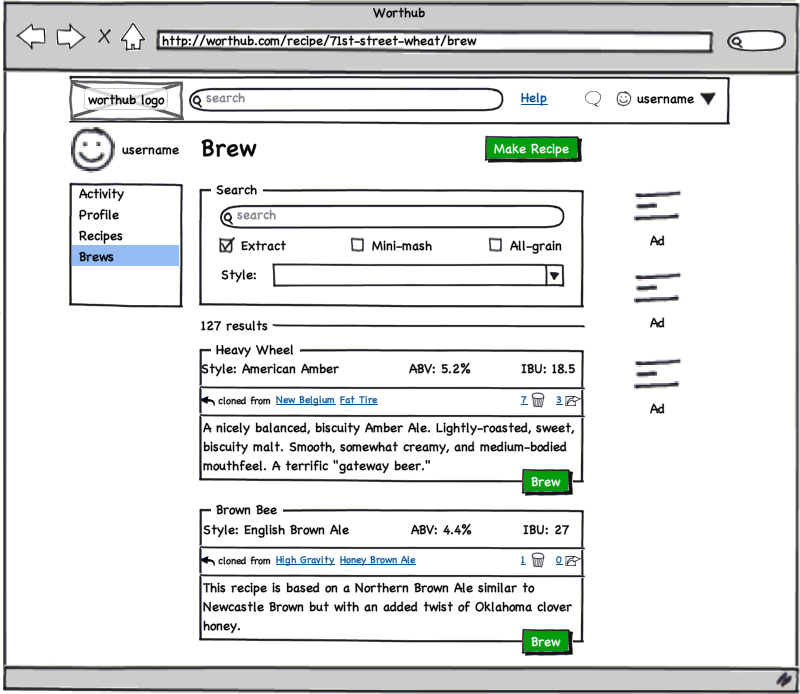 Worthub
http://worthub.com/recipe/71st-street-wheat/brew
worthub logo
search
Help
username
username
Brew
Make Recipe
Activity
Profile
Recipes
Brews
Search
search
Extract
Mini-mash
All-grain
Style:
Ad
Ad
Ad
127 results
Heavy Wheel
Style: American Amber ABV: 5.2% IBU: 18.5
cloned from New Belgium Fat Tire 7 3
A nicely balanced, biscuity Amber Ale. Lightly-roasted, sweet,
biscuity malt. Smooth, somewhat creamy, and medium-bodied
mouthfeel. A terrific "gateway beer."
Brew
Brown Bee
Style: English Brown Ale ABV: 4.4% IBU: 27
cloned from High Gravity Honey Brown Ale 1 0
This recipe is based on a Northern Brown Ale similar to
Newcastle Brown but with an added twist of Oklahoma clover
honey.
Brew